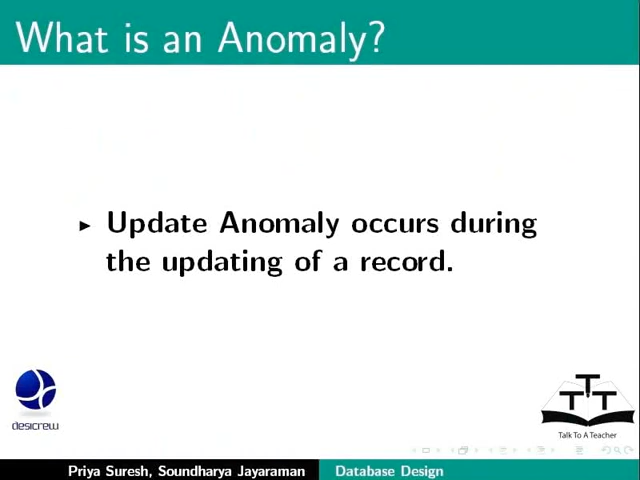 What is an Anomaly?
Update Anomaly occurs during
the updating of a record.
desicrew
TTT
Talk To A Teacher
Priya Suresh, Soundharya Jayaraman
Database Design